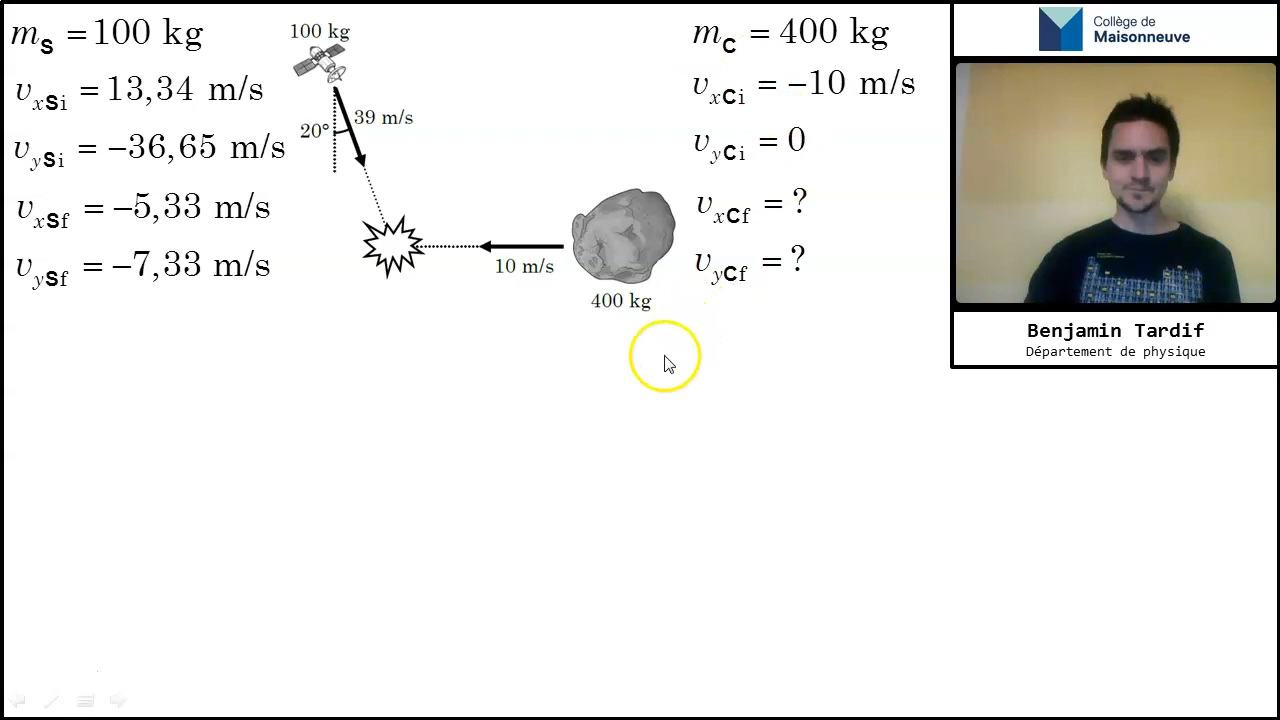 m_S = 100 kg
v_xSi = 13,34 m/s
v_ySi = −36,65 m/s
v_xSf = −5,33 m/s
v_ySf = −7,33 m/s
100 kg
20°
39 m/s
10 m/s
400 kg
m_C = 400 kg
v_xCi = −10 m/s
v_yCi = 0
v_xCf = ?
v_yCf = ?
Collège de
Maisonneuve
Benjamin Tardif
Département de physique